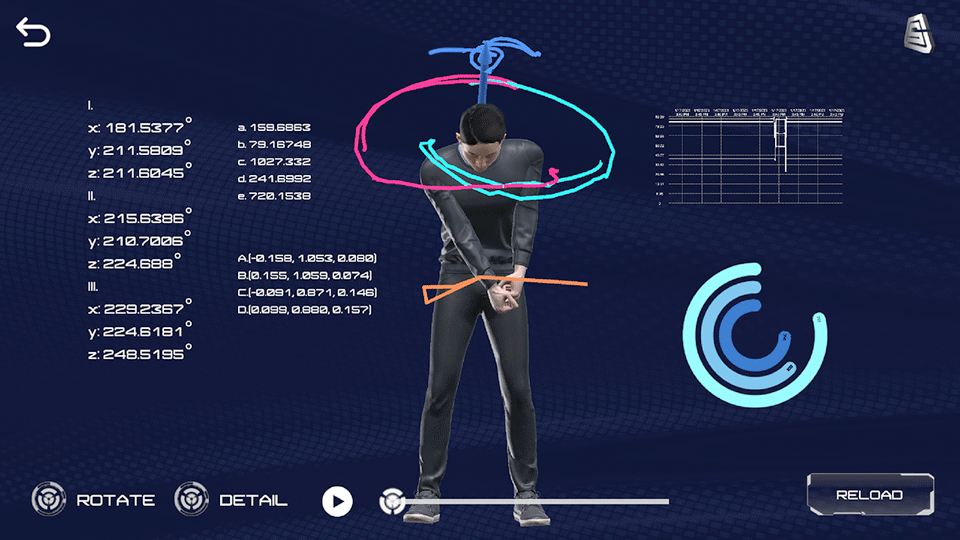 I.
x: 181.5377°
y: 211.5809°
z: 211.6045°
II.
x: 215.6386°
y: 210.7006°
z: 224.688°
III.
x: 229.2367°
y: 224.6181°
z: 248.5195°
a. 159.6863
b. 79.16748
c. 1027.332
d. 241.6992
e. 720.1538
A.(-0.158, 1.053, 0.080)
B.(0.155, 1.059, 0.074)
C.(-0.091, 0.871, 0.146)
D.(0.099, 0.880, 0.157)
ROTATE
DETAIL
RELOAD